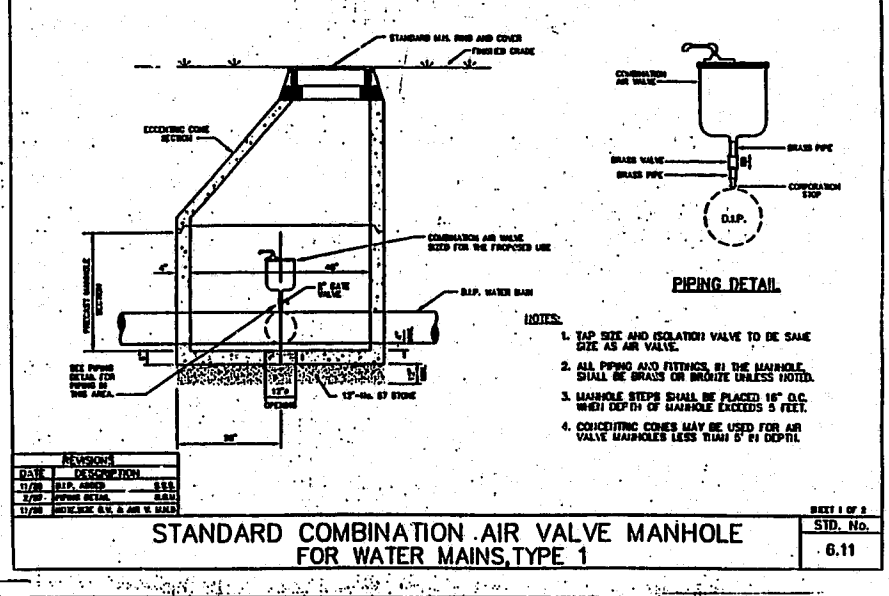 STANDARD M.H. RING AND COVER
FINISHED GRADE
ECCENTRIC CONE
SECTION
COMBINATION AIR VALVE
SIZED FOR THE PROPOSED USE
4"
GATE
VALVE
D.I.P. WATER MAIN
PRECAST MANHOLE
SECTION
SEE PIPING
DETAIL FOR
PIPING IN
THIS AREA.
12"
OPENING
12"-No. 57 STONE
COMBINATION
AIR VALVE
BRASS PIPE
BRASS VALVE
BRASS PIPE
CORPORATION
STOP
D.I.P.
PIPING DETAIL
NOTES:
1. TAP SIZE AND ISOLATION VALVE TO BE SAME
SIZE AS AIR VALVE.
2. ALL PIPING AND FITTINGS, IN THE MANHOLE,
SHALL BE BRASS OR BRONZE UNLESS NOTED.
3. MANHOLE STEPS SHALL BE PLACED 16" O.C.
WHEN DEPTH OF MANHOLE EXCEEDS 5 FEET.
4. CONCENTRIC CONES MAY BE USED FOR AIR
VALVE MANHOLES LESS THAN 5' IN DEPTH.
REVISIONS
DATE DESCRIPTION
D.I.P. ADDED
PIPING DETAIL
SHEET 1 OF 2
STANDARD COMBINATION AIR VALVE MANHOLE
FOR WATER MAINS, TYPE 1
STD. No.
6.11